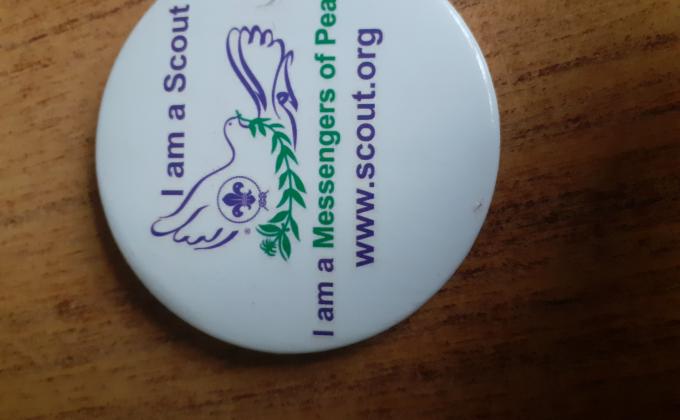 I am a Scout
I am a Messengers of Pea
www.scout.org
®